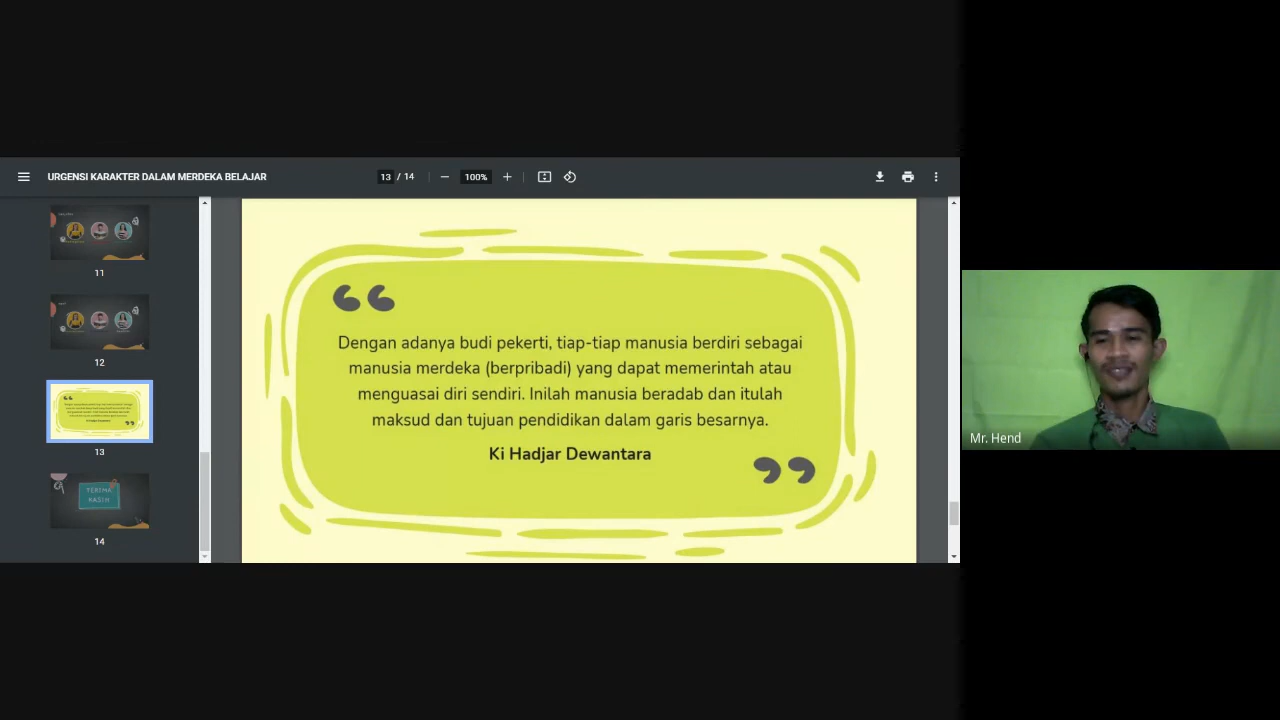 URGENSI KARAKTER DALAM MERDEKA BELAJAR
13 / 14
100%
11
12
13
TERIMA
KASIH
14
Dengan adanya budi pekerti, tiap-tiap manusia berdiri sebagai
manusia merdeka (berpribadi) yang dapat memerintah atau
menguasai diri sendiri. Inilah manusia beradab dan itulah
maksud dan tujuan pendidikan dalam garis besarnya.
Ki Hadjar Dewantara
Mr. Hend